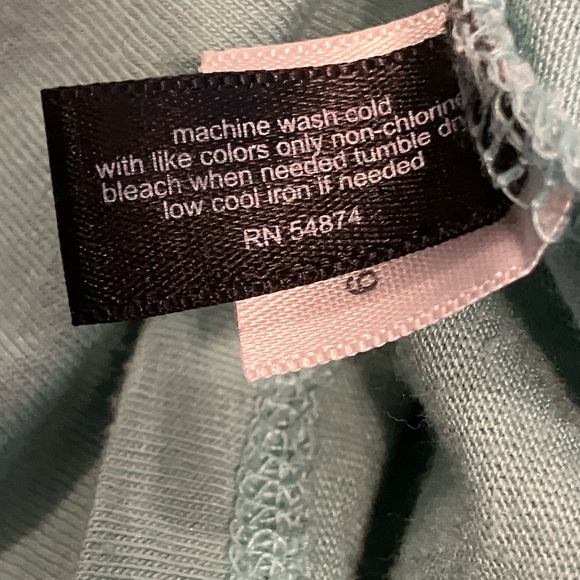 machine wash cold
with like colors only non-chlorine
bleach when needed tumble dry
low cool iron if needed
RN 54874